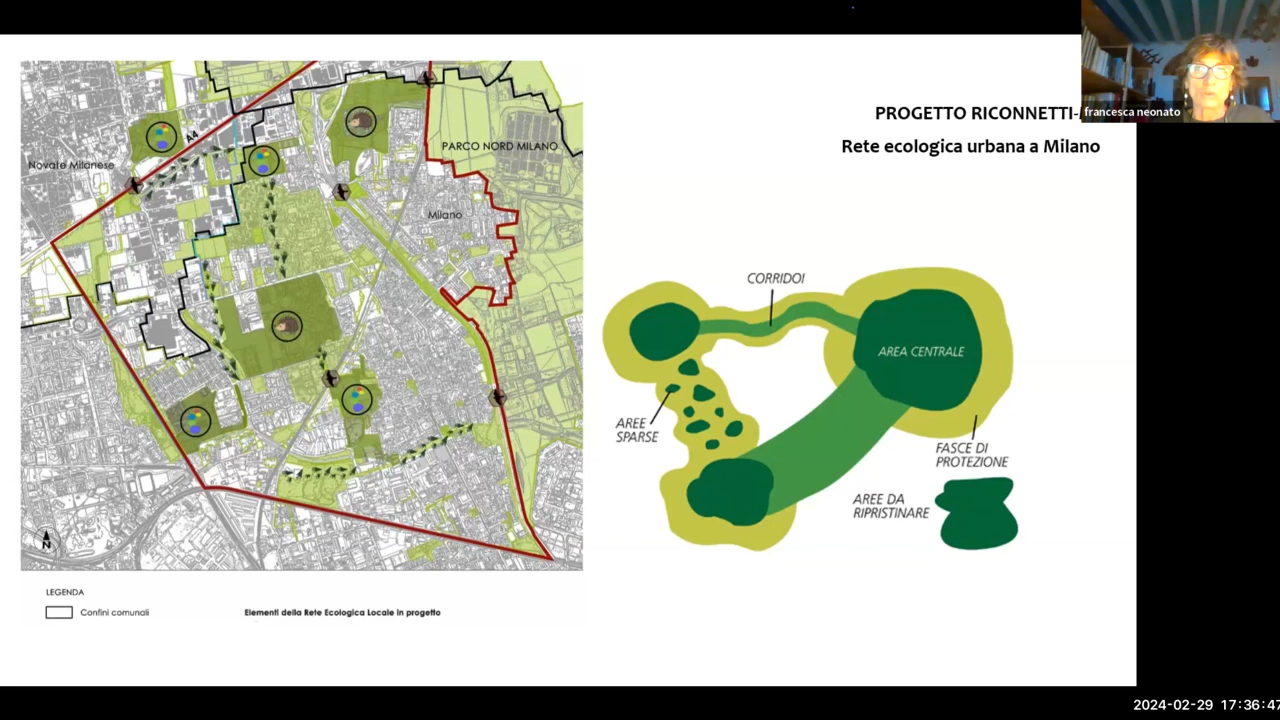 PROGETTO RICONNETTI-
francesca neonato
Rete ecologica urbana a Milano
A4
Novate Milanese
PARCO NORD MILANO
Milano
N
CORRIDOI
AREA CENTRALE
AREE
SPARSE
FASCE DI
PROTEZIONE
AREE DA
RIPRISTINARE
LEGENDA
Confini comunali
Elementi della Rete Ecologica Locale in progetto
2024-02-29 17:36:47